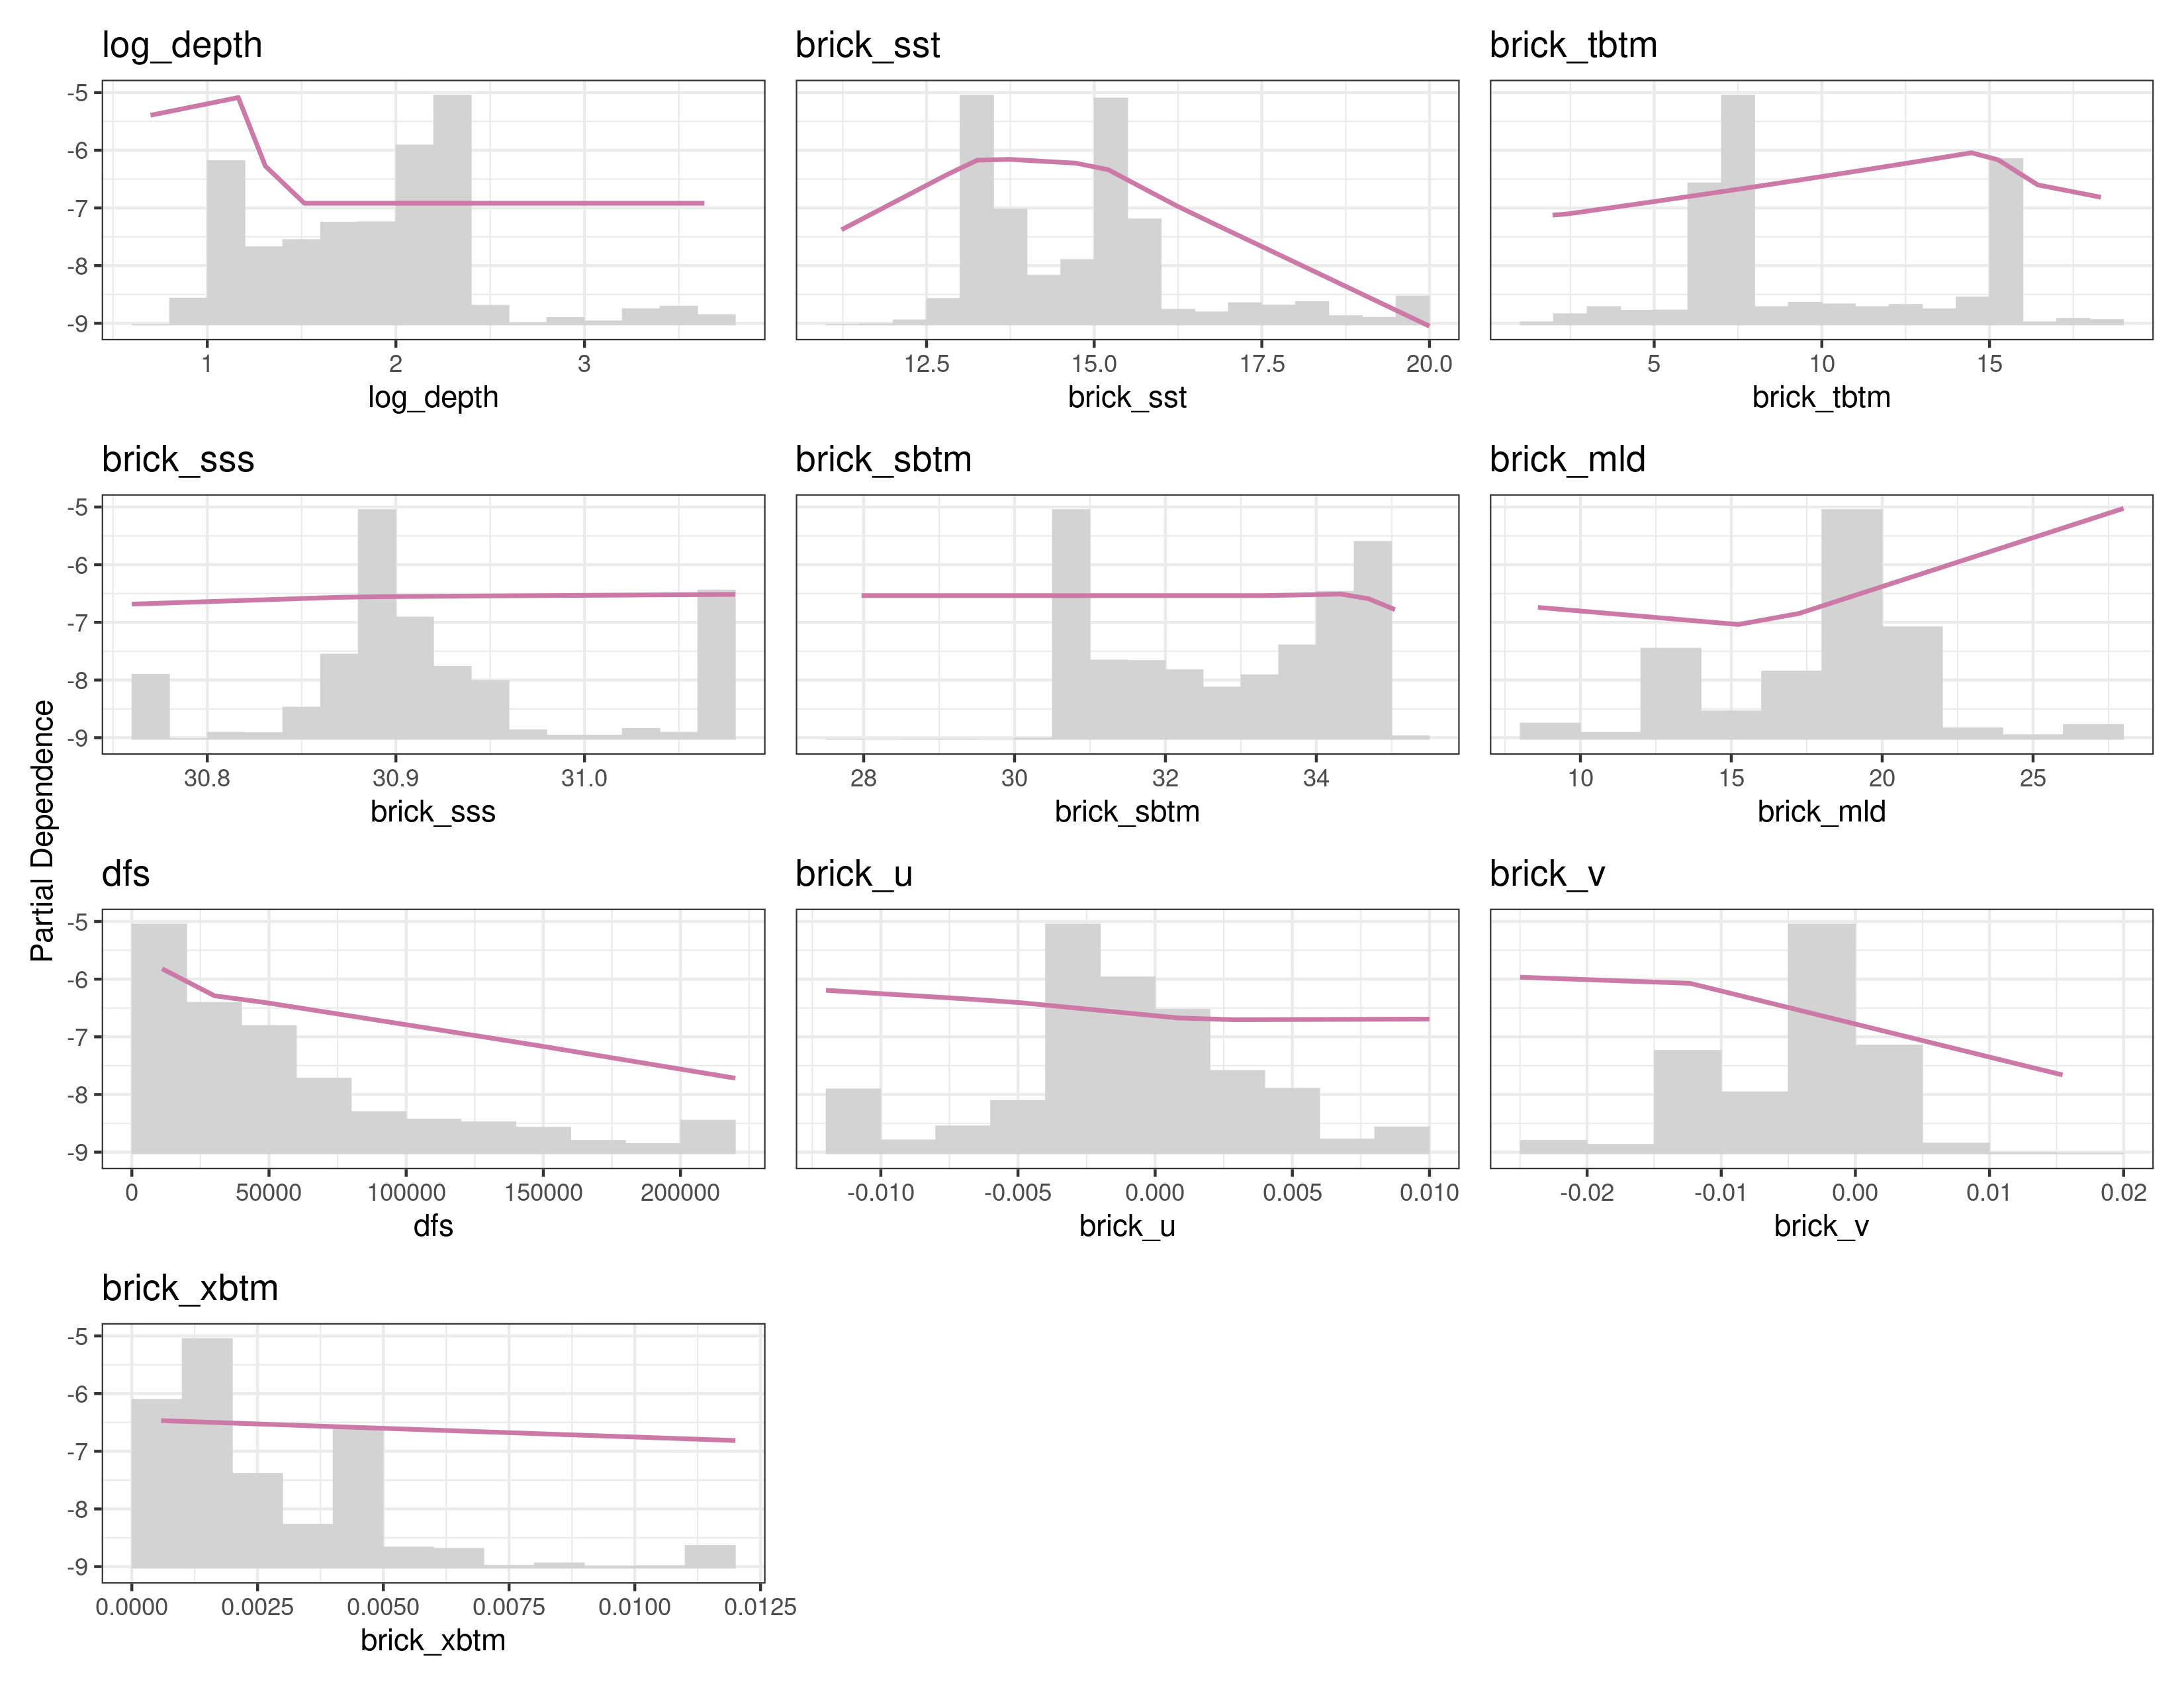 log_depth
brick_sst
brick_tbtm
-5
-6
-7
-8
-9
1 2 3
12.5 15.0 17.5 20.0
5 10 15
log_depth
brick_sst
brick_tbtm
brick_sss
brick_sbtm
brick_mld
-5
-6
-7
-8
-9
30.8 30.9 31.0
28 30 32 34
10 15 20 25
brick_sss
brick_sbtm
brick_mld
Partial Dependence
dfs
brick_u
brick_v
-5
-6
-7
-8
-9
0 50000 100000 150000 200000
-0.010 -0.005 0.000 0.005 0.010
-0.02 -0.01 0.00 0.01 0.02
dfs
brick_u
brick_v
brick_xbtm
-5
-6
-7
-8
-9
0.0000 0.0025 0.0050 0.0075 0.0100 0.0125
brick_xbtm